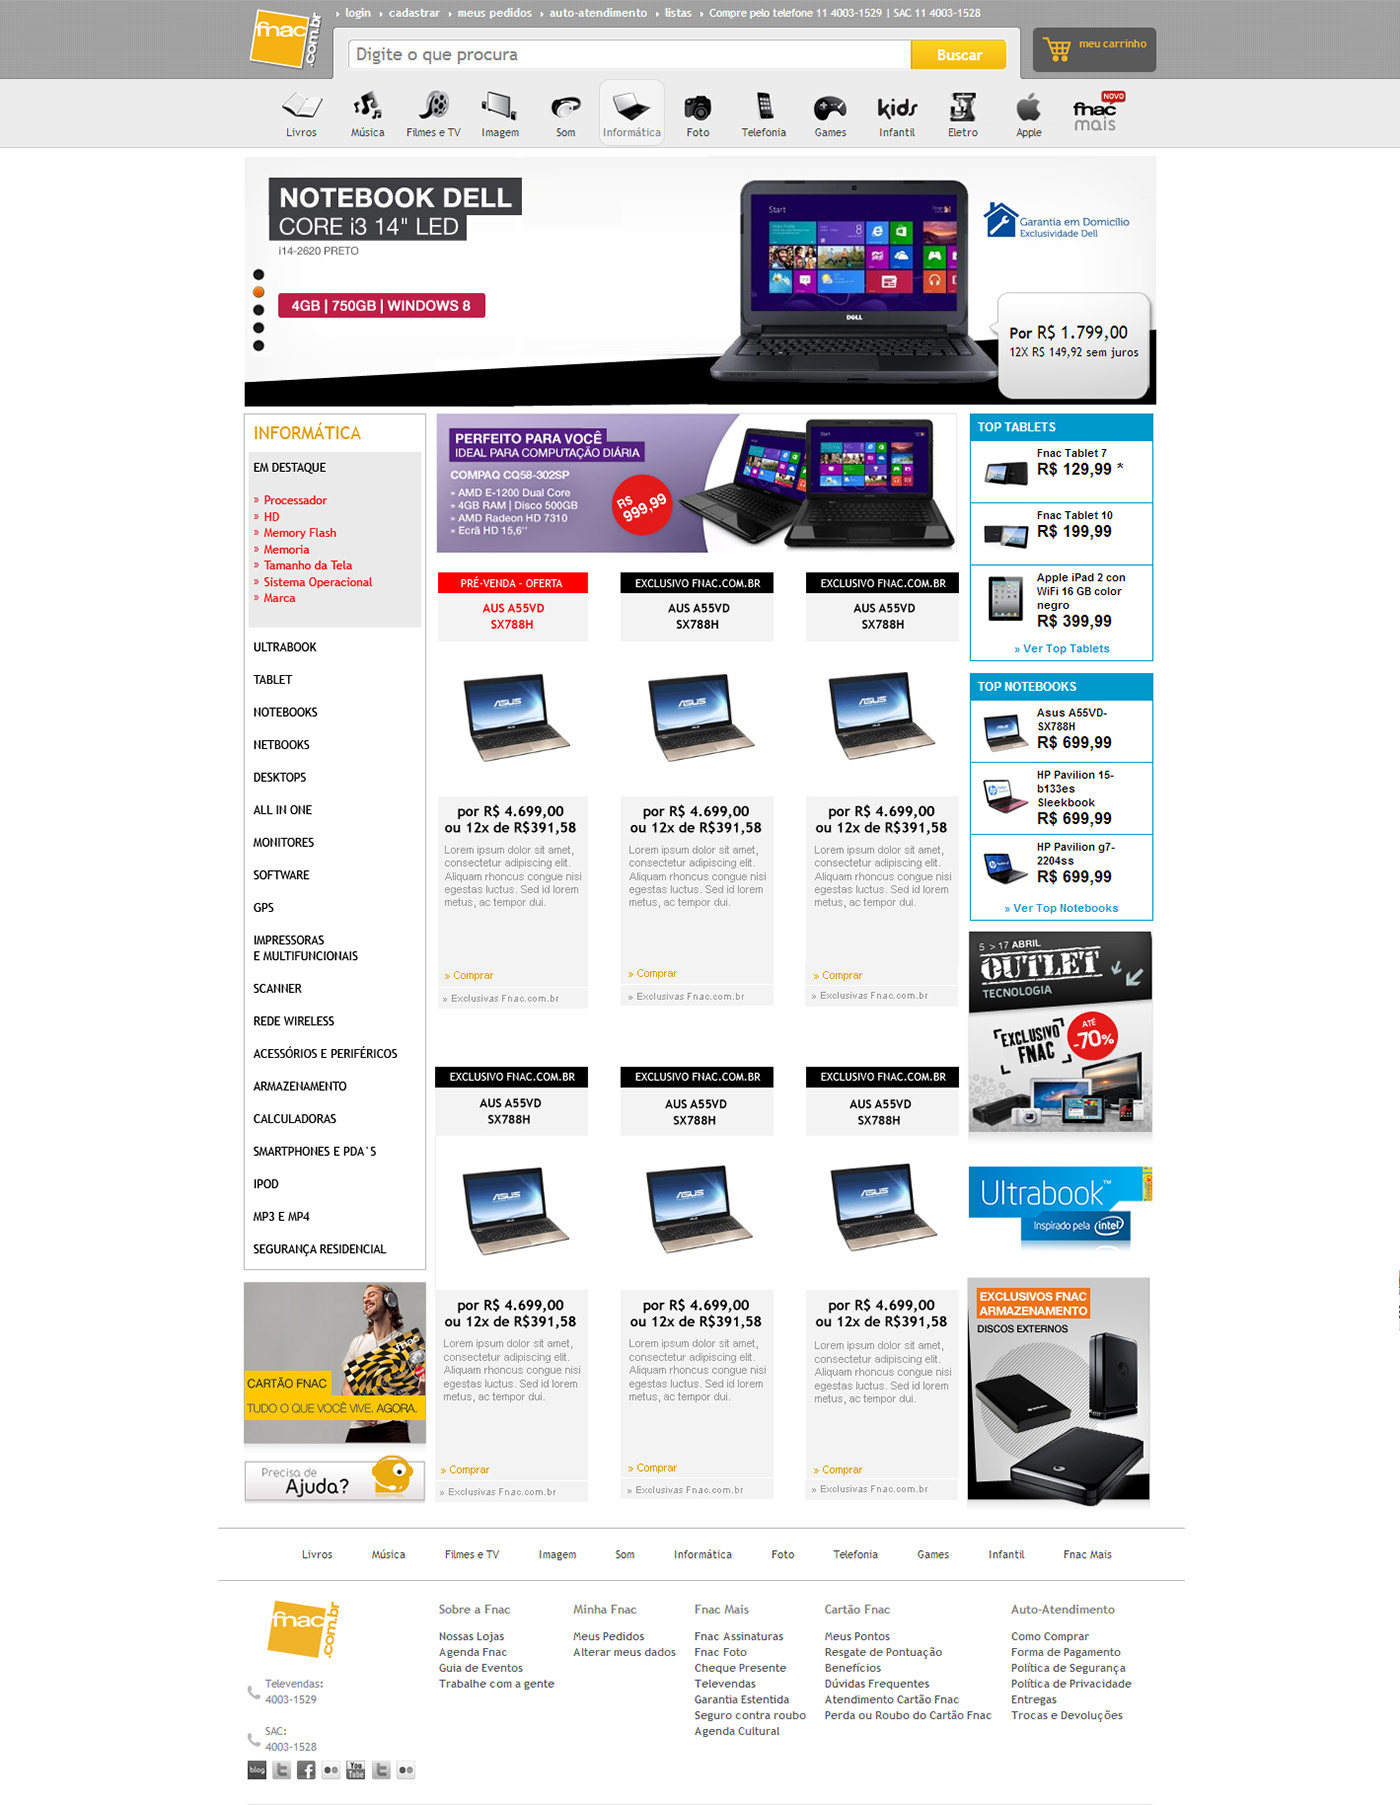 fnac.com.br
login cadastrar meus pedidos auto-atendimento listas Compre pelo telefone 11 4003-1529 | SAC 11 4003-1528
Digite o que procura
Buscar
meu carrinho
Livros Música Filmes e TV Imagem Som Informática Foto Telefonia Games Infantil Eletro Apple
kids
NOVO
fnac
mais
NOTEBOOK DELL
CORE i3 14" LED
i14-2620 PRETO
4GB | 750GB | WINDOWS 8
Start
DELL
Garantia em Domicílio
Exclusividade Dell
Por R$ 1.799,00
12X R$ 149,92 sem juros
INFORMÁTICA
EM DESTAQUE
» Processador
» HD
» Memory Flash
» Memoria
» Tamanho da Tela
» Sistema Operacional
» Marca
ULTRABOOK
TABLET
NOTEBOOKS
NETBOOKS
DESKTOPS
ALL IN ONE
MONITORES
SOFTWARE
GPS
IMPRESSORAS
E MULTIFUNCIONAIS
SCANNER
REDE WIRELESS
ACESSÓRIOS E PERIFÉRICOS
ARMAZENAMENTO
CALCULADORAS
SMARTPHONES E PDA`S
IPOD
MP3 E MP4
SEGURANÇA RESIDENCIAL
fnac
CARTÃO FNAC
TUDO O QUE VOCÊ VIVE. AGORA.
Precisa de
Ajuda?
PERFEITO PARA VOCÊ
IDEAL PARA COMPUTAÇÃO DIÁRIA
COMPAQ CQ58-302SP
» AMD E-1200 Dual Core
» 4GB RAM | Disco 500GB
» AMD Radeon HD 7310
» Ecrã HD 15,6''
R$
999,99
Start
Start
PRÉ-VENDA - OFERTA
AUS A55VD
SX788H
ASUS
por R$ 4.699,00
ou 12x de R$391,58
Lorem ipsum dolor sit amet,
consectetur adipiscing elit.
Aliquam rhoncus congue nisi
egestas luctus. Sed id lorem
metus, ac tempor dui.
» Comprar
» Exclusivas Fnac.com.br
EXCLUSIVO FNAC.COM.BR
AUS A55VD
SX788H
ASUS
por R$ 4.699,00
ou 12x de R$391,58
Lorem ipsum dolor sit amet,
consectetur adipiscing elit.
Aliquam rhoncus congue nisi
egestas luctus. Sed id lorem
metus, ac tempor dui.
» Comprar
» Exclusivas Fnac.com.br
EXCLUSIVO FNAC.COM.BR
AUS A55VD
SX788H
ASUS
por R$ 4.699,00
ou 12x de R$391,58
Lorem ipsum dolor sit amet,
consectetur adipiscing elit.
Aliquam rhoncus congue nisi
egestas luctus. Sed id lorem
metus, ac tempor dui.
» Comprar
» Exclusivas Fnac.com.br
EXCLUSIVO FNAC.COM.BR
AUS A55VD
SX788H
ASUS
por R$ 4.699,00
ou 12x de R$391,58
Lorem ipsum dolor sit amet,
consectetur adipiscing elit.
Aliquam rhoncus congue nisi
egestas luctus. Sed id lorem
metus, ac tempor dui.
» Comprar
» Exclusivas Fnac.com.br
EXCLUSIVO FNAC.COM.BR
AUS A55VD
SX788H
ASUS
por R$ 4.699,00
ou 12x de R$391,58
Lorem ipsum dolor sit amet,
consectetur adipiscing elit.
Aliquam rhoncus congue nisi
egestas luctus. Sed id lorem
metus, ac tempor dui.
» Comprar
» Exclusivas Fnac.com.br
EXCLUSIVO FNAC.COM.BR
AUS A55VD
SX788H
ASUS
por R$ 4.699,00
ou 12x de R$391,58
Lorem ipsum dolor sit amet,
consectetur adipiscing elit.
Aliquam rhoncus congue nisi
egestas luctus. Sed id lorem
metus, ac tempor dui.
» Comprar
» Exclusivas Fnac.com.br
TOP TABLETS
Fnac Tablet 7
R$ 129,99 *
Fnac Tablet 10
R$ 199,99
Apple iPad 2 con
WiFi 16 GB color
negro
R$ 399,99
» Ver Top Tablets
TOP NOTEBOOKS
Asus A55VD-
SX788H
R$ 699,99
HP Pavilion 15-
b133es
Sleekbook
R$ 699,99
HP Pavilion g7-
2204ss
R$ 699,99
» Ver Top Notebooks
5 > 17 ABRIL
OUTLET
TECNOLOGIA
EXCLUSIVO
FNAC
ATÉ
-70%
Ultrabook™
Inspirado pela intel
EXCLUSIVOS FNAC
ARMAZENAMENTO
DISCOS EXTERNOS
Livros Música Filmes e TV Imagem Som Informática Foto Telefonia Games Infantil Fnac Mais
fnac.com.br
Televendas:
4003-1529
SAC:
4003-1528
blog
You
Tube
Sobre a Fnac
Nossas Lojas
Agenda Fnac
Guia de Eventos
Trabalhe com a gente
Minha Fnac
Meus Pedidos
Alterar meus dados
Fnac Mais
Fnac Assinaturas
Fnac Foto
Cheque Presente
Televendas
Garantia Estentida
Seguro contra roubo
Agenda Cultural
Cartão Fnac
Meus Pontos
Resgate de Pontuação
Benefícios
Dúvidas Frequentes
Atendimento Cartão Fnac
Perda ou Roubo do Cartão Fnac
Auto-Atendimento
Como Comprar
Forma de Pagamento
Política de Segurança
Política de Privacidade
Entregas
Trocas e Devoluções